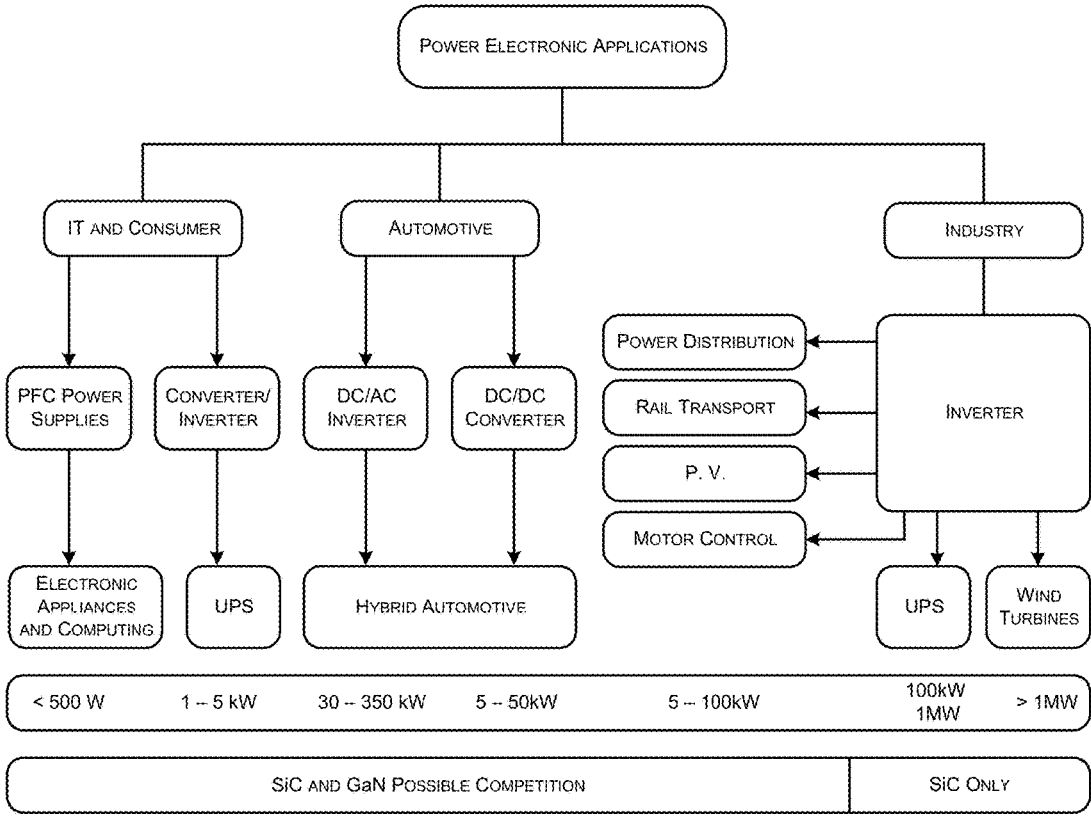 POWER ELECTRONIC APPLICATIONS
IT AND CONSUMER
AUTOMOTIVE
INDUSTRY
PFC POWER
SUPPLIES
CONVERTER/
INVERTER
DC/AC
INVERTER
DC/DC
CONVERTER
POWER DISTRIBUTION
RAIL TRANSPORT
P. V.
MOTOR CONTROL
INVERTER
ELECTRONIC
APPLIANCES
AND COMPUTING
UPS
HYBRID AUTOMOTIVE
UPS
WIND
TURBINES
< 500 W
1 – 5 kW
30 – 350 kW
5 – 50kW
5 – 100kW
100kW
1MW
> 1MW
SiC AND GaN POSSIBLE COMPETITION
SiC ONLY